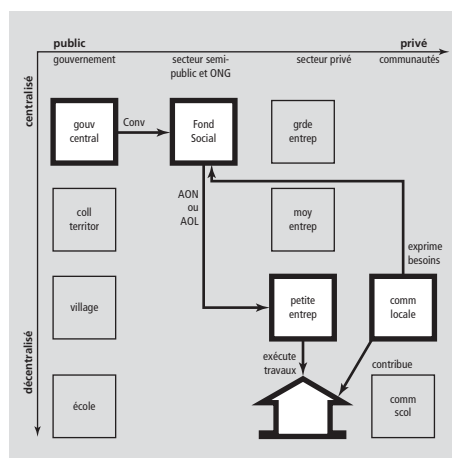 public
privé
gouvernement
secteur semi-
public et ONG
secteur privé
communautés
centralisé
décentralisé
gouv
central
Conv
Fond
Social
grde
entrep
coll
territor
AON
ou
AOL
moy
entrep
exprime
besoins
village
petite
entrep
comm
locale
exécute
travaux
contribue
école
comm
scol